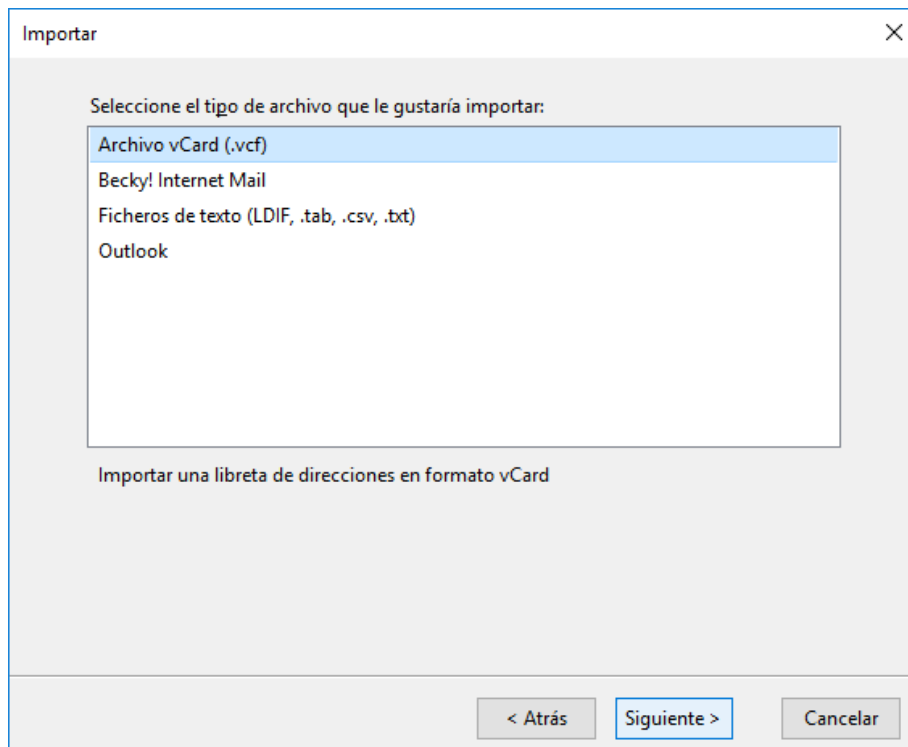 Importar
Seleccione el tipo de archivo que le gustaría importar:
Archivo vCard (.vcf)
Becky! Internet Mail
Ficheros de texto (LDIF, .tab, .csv, .txt)
Outlook
Importar una libreta de direcciones en formato vCard
< Atrás
Siguiente >
Cancelar